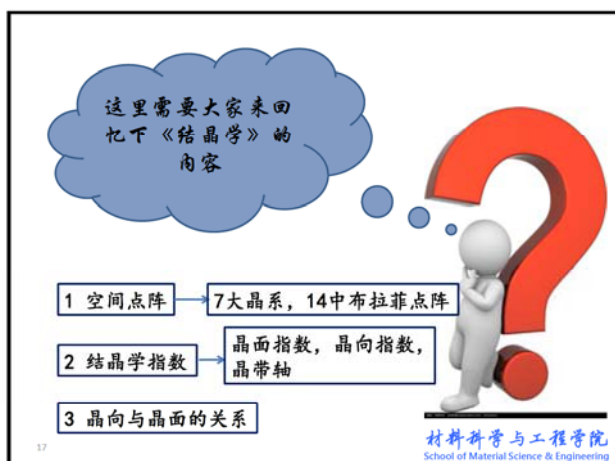 这里需要大家来回
忆下《结晶学》的
内容
1 空间点阵
7大晶系，14中布拉菲点阵
2 结晶学指数
晶面指数，晶向指数，
晶带轴
3 晶向与晶面的关系
17
材料科学与工程学院
School of Material Science & Engineering